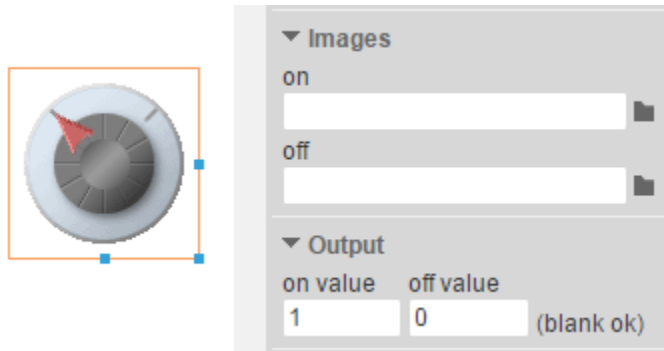 Images
on
off
Output
on value off value
1 0 (blank ok)